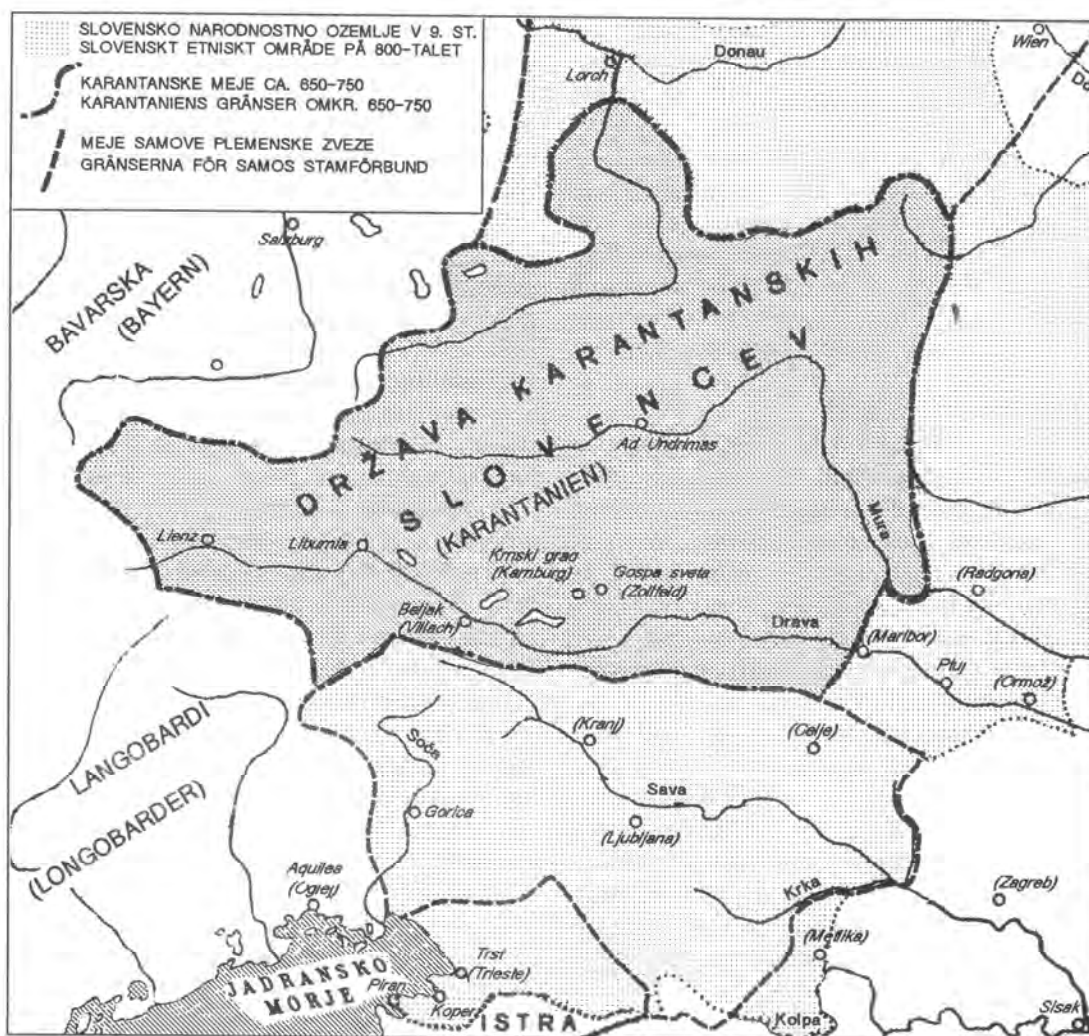 SLOVENSKO NARODNOSTNO OZEMLJE V 9. ST.
SLOVENSKT ETNISKT OMRÅDE PÅ 800-TALET
KARANTANSKE MEJE CA. 650-750
KARANTANIENS GRÄNSER OMKR. 650-750
MEJE SAMOVE PLEMENSKE ZVEZE
GRÄNSERNA FÖR SAMOS STAMFÖRBUND
Donau
Wien
Lorch
Do
Salzburg
BAVARSKA
(BAYERN)
DRŽAVA KARANTANSKIH
SLOVENCEV
(KARANTANIEN)
Ad Undrimas
Mura
Lienz
Liburnia
Krnski grad
(Karnburg)
Gospa sveta
(Zollfeld)
(Radgona)
Beljak
(Villach)
Drava
(Maribor)
Ptuj
(Ormož)
(Kranj)
(Celje)
Soča
LANGOBARDI
(LONGOBARDER)
Sava
Gorica
(Ljubljana)
Aquilea
(Oglej)
Krka
(Zagreb)
(Metlika)
Trst
(Trieste)
JADRANSKO
MORJE
Piran
Koper
ISTRA
Kolpa
Sisak